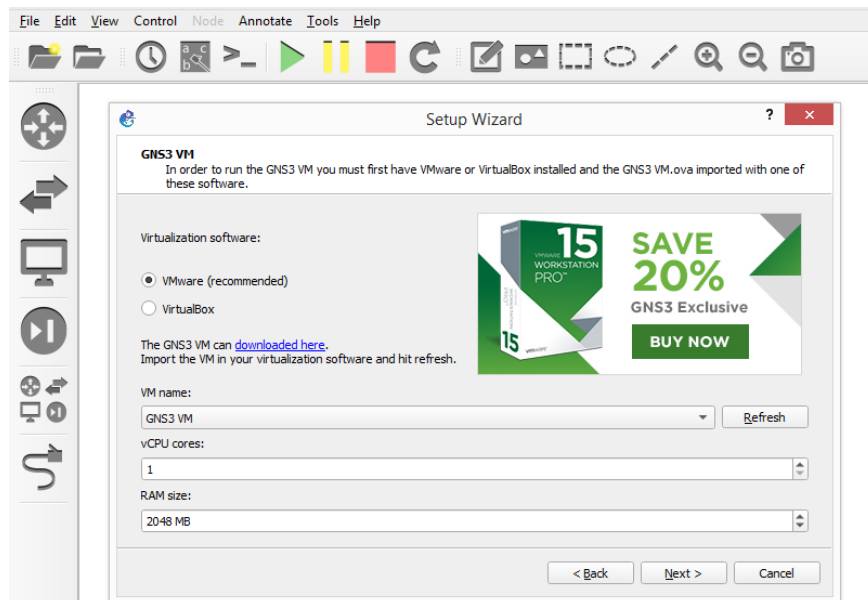 File Edit View Control Node Annotate Tools Help
Setup Wizard
?
GNS3 VM
In order to run the GNS3 VM you must first have VMware or VirtualBox installed and the GNS3 VM.ova imported with one of
these software.
Virtualization software:
VMware (recommended)
VirtualBox
The GNS3 VM can downloaded here.
Import the VM in your virtualization software and hit refresh.
15
VMWARE
WORKSTATION
PRO™
15
vmware
SAVE
20%
GNS3 Exclusive
BUY NOW
VM name:
GNS3 VM
Refresh
vCPU cores:
1
RAM size:
2048 MB
< Back Next > Cancel